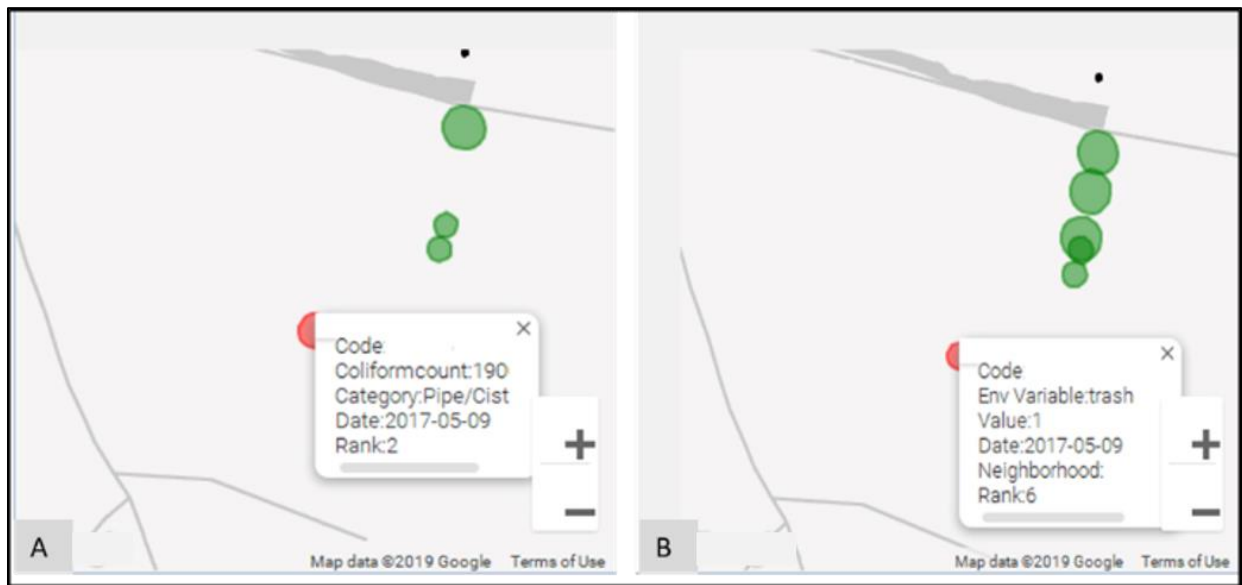 Code:
Coliformcount:190
Category:Pipe/Cist
Date:2017-05-09
Rank:2
A
Map data ©2019 Google Terms of Use
Code
Env Variable:trash
Value:1
Date:2017-05-09
Neighborhood:
Rank:6
B
Map data ©2019 Google Terms of Use